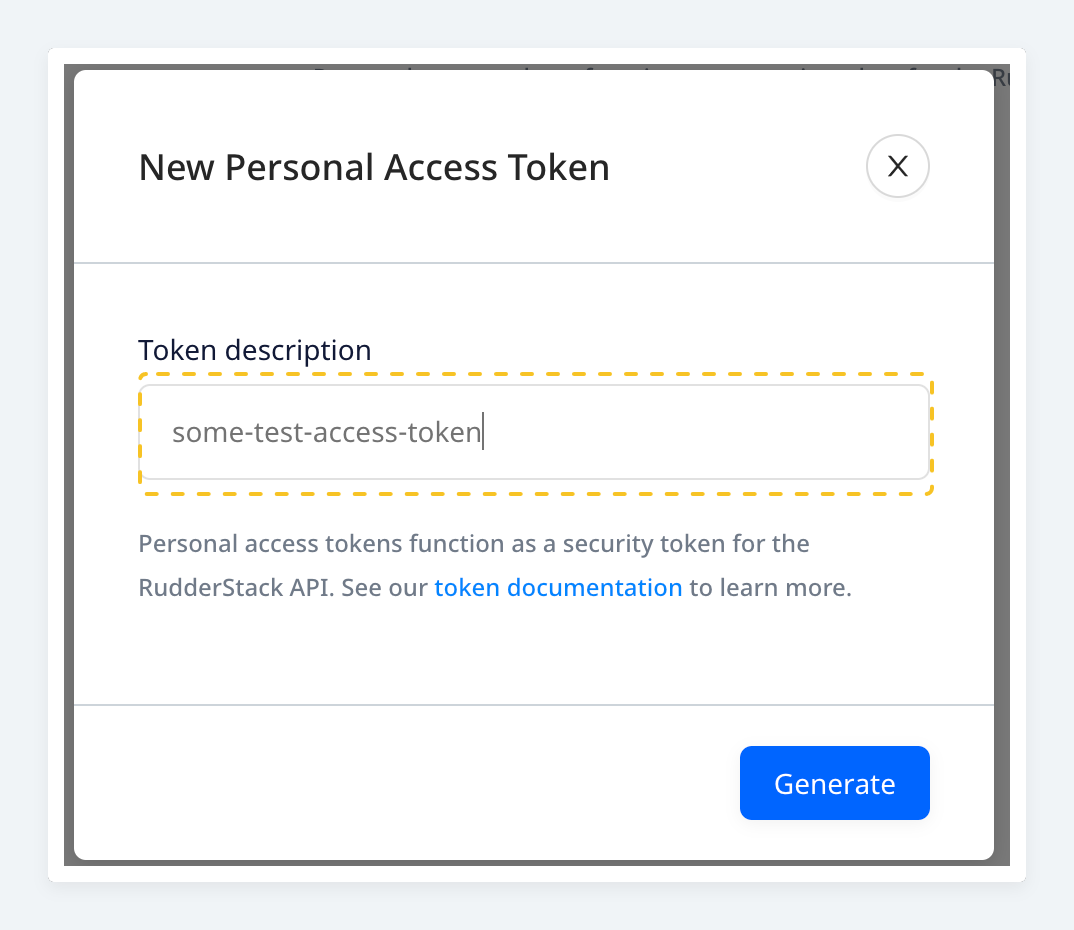 New Personal Access Token
X
Token description
some-test-access-token
Personal access tokens function as a security token for the
RudderStack API. See our token documentation to learn more.
Generate